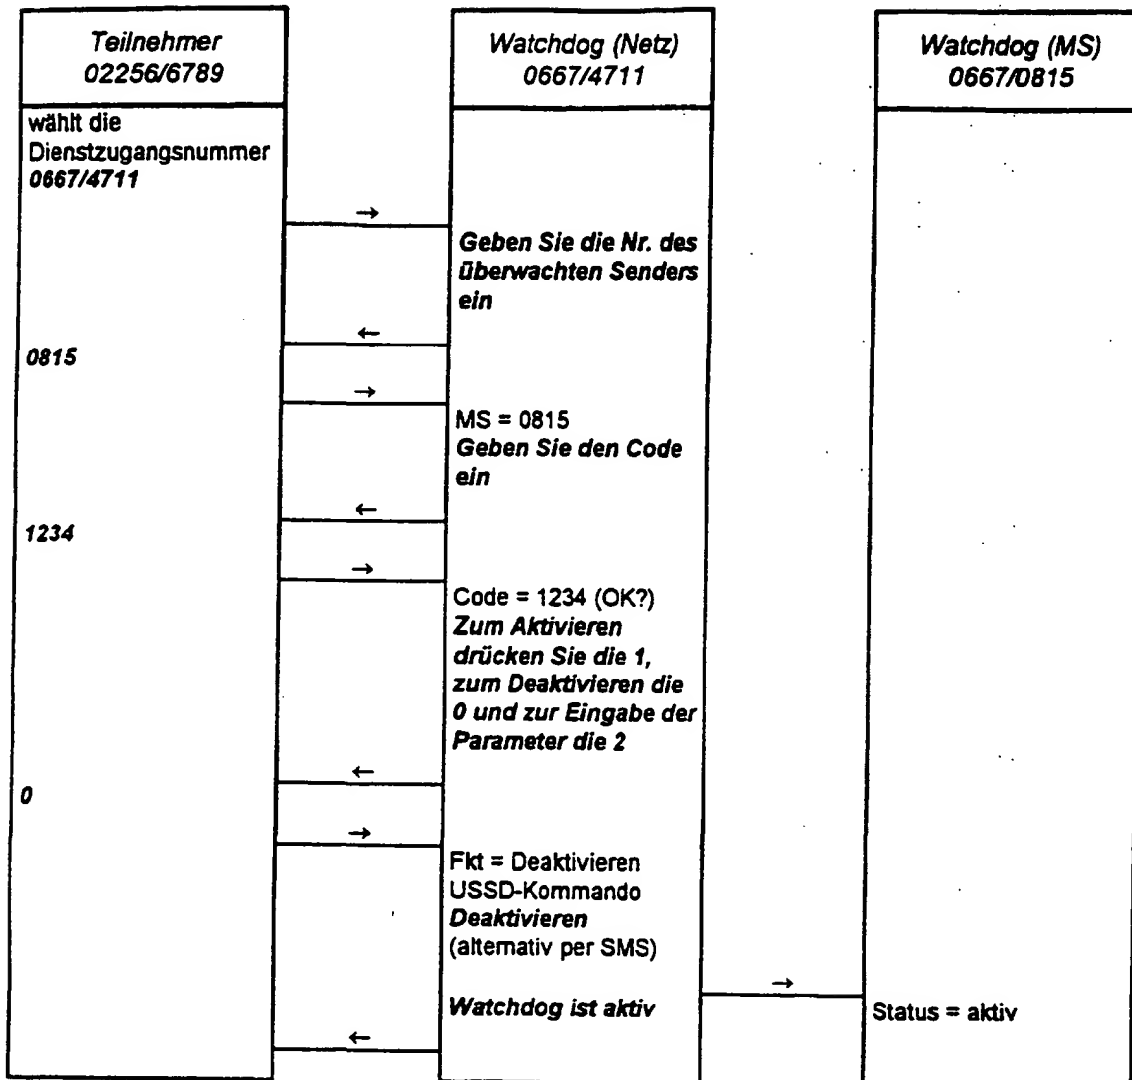 Teilnehmer
02256/6789
Watchdog (Netz)
0667/4711
Watchdog (MS)
0667/0815
wählt die
Dienstzugangsnummer
0667/4711
→
Geben Sie die Nr. des
überwachten Senders
ein
←
0815
→
MS = 0815
Geben Sie den Code
ein
←
1234
→
Code = 1234 (OK?)
Zum Aktivieren
drücken Sie die 1,
zum Deaktivieren die
0 und zur Eingabe der
Parameter die 2
←
0
→
Fkt = Deaktivieren
USSD-Kommando
Deaktivieren
(alternativ per SMS)
→
Watchdog ist aktiv
Status = aktiv
←